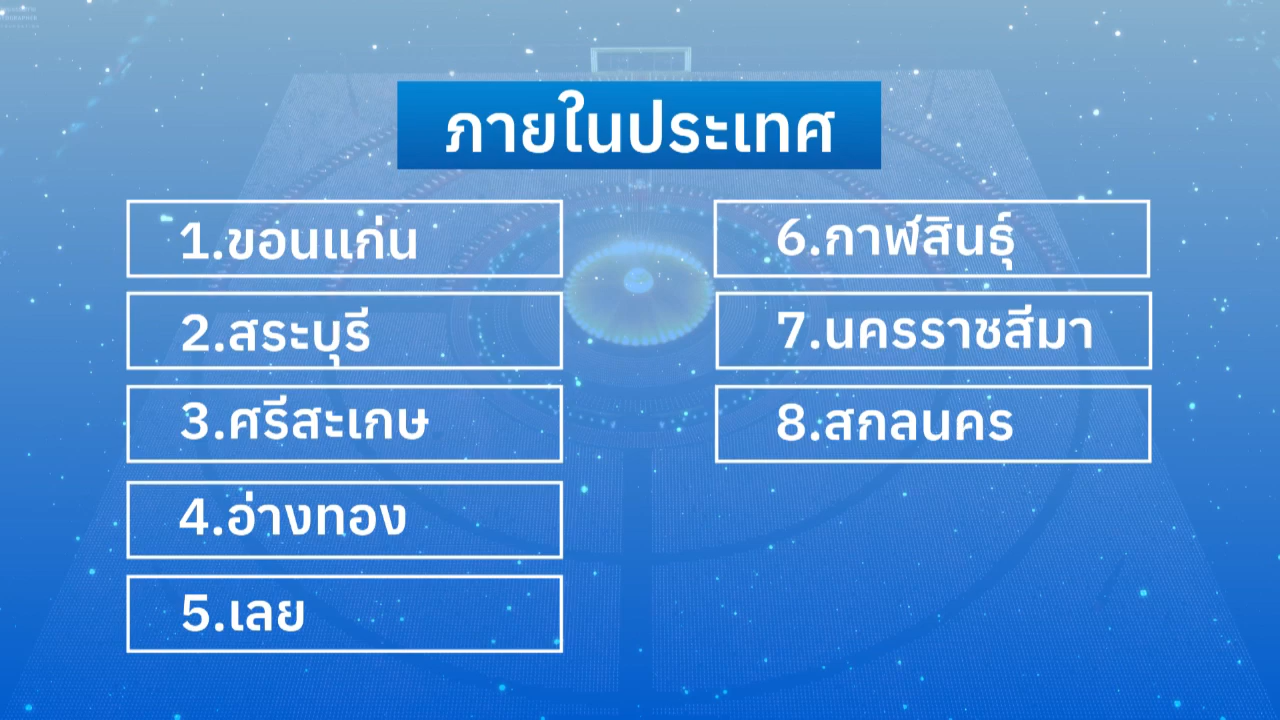 ภายในประเทศ
1.ขอนแก่น
2.สระบุรี
3.ศรีสะเกษ
4.อ่างทอง
5.เลย
6.กาฬสินธุ์
7.นครราชสีมา
8.สกลนคร